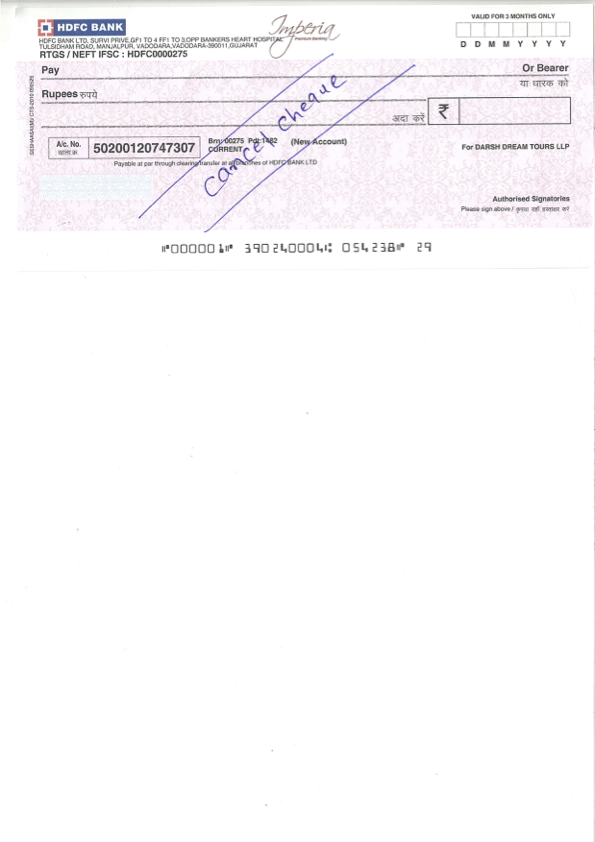 HDFC BANK
Imperia
Premium Banking
VALID FOR 3 MONTHS ONLY
HDFC BANK LTD, SURVI PRIVE,GF1 TO 4 FF1 TO 3,OPP BANKERS HEART HOSPITAL
TULSIDHAM ROAD, MANJALPUR, VADODARA,VADODARA-390011,GUJARAT
RTGS / NEFT IFSC : HDFC0000275
D D M M Y Y Y Y
Pay
Or Bearer
या धारक को
Rupees रुपये
अदा करें
₹
Cancel Cheque
A/c. No.
50200120747307
Brn:00275 Pdt:1482 (New Account)
CURRENT
For DARSH DREAM TOURS LLP
Payable at par through clearing/transfer at all branches of HDFC BANK LTD
Authorised Signatories
Please sign above / कृपया यहाँ हस्ताक्षर करें
⑈000001⑈ 390240004⑆ 054238⑈ 29